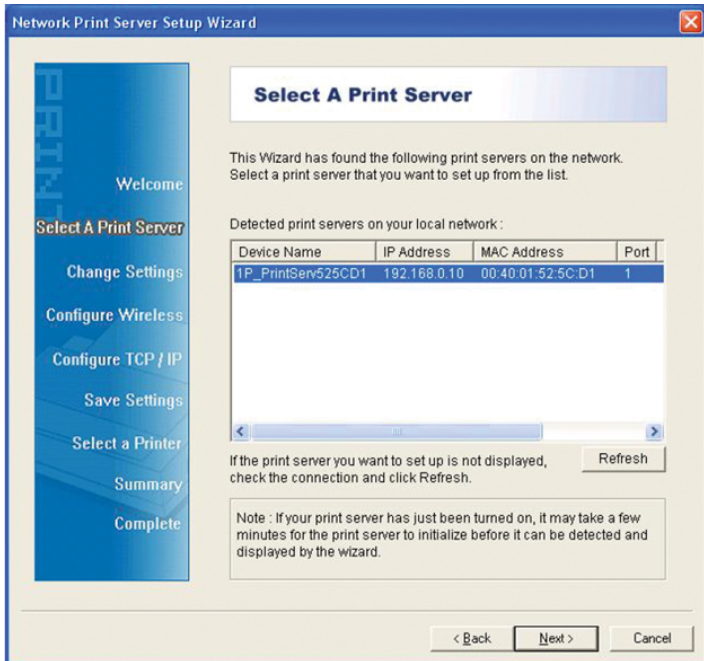 Network Print Server Setup Wizard
PRINT
Welcome
Select A Print Server
Change Settings
Configure Wireless
Configure TCP / IP
Save Settings
Select a Printer
Summary
Complete
Select A Print Server
This Wizard has found the following print servers on the network.
Select a print server that you want to set up from the list.
Detected print servers on your local network :
Device Name IP Address MAC Address Port
1P_PrintServ525CD1 192.168.0.10 00:40:01:52:5C:D1 1
If the print server you want to set up is not displayed,
check the connection and click Refresh.
Refresh
Note : If your print server has just been turned on, it may take a few
minutes for the print server to initialize before it can be detected and
displayed by the wizard.
< Back Next > Cancel